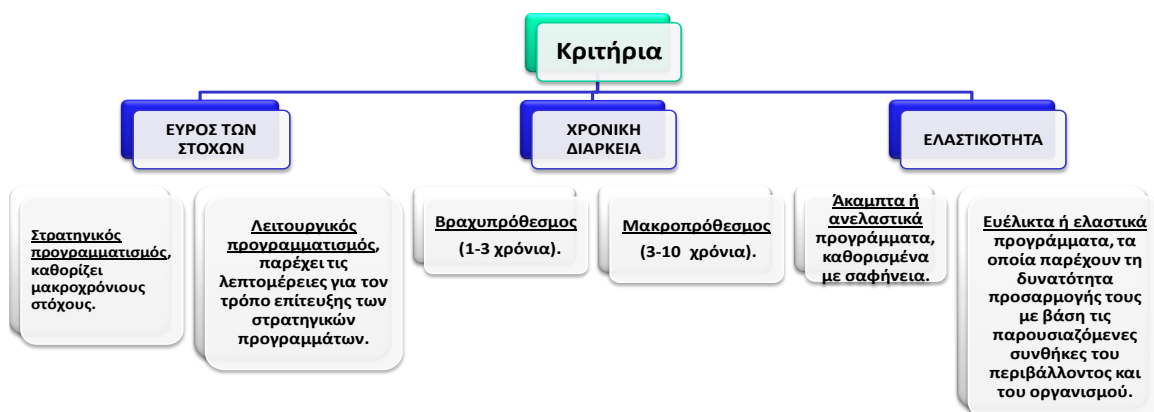 Κριτήρια
ΕΥΡΟΣ ΤΩΝ
ΣΤΟΧΩΝ
ΧΡΟΝΙΚΗ
ΔΙΑΡΚΕΙΑ
ΕΛΑΣΤΙΚΟΤΗΤΑ
Στρατηγικός
προγραμματισμός,
καθορίζει
μακροχρόνιους
στόχους.
Λειτουργικός
προγραμματισμός,
παρέχει τις
λεπτομέρειες για τον
τρόπο επίτευξης των
στρατηγικών
προγραμμάτων.
Βραχυπρόθεσμος
(1-3 χρόνια).
Μακροπρόθεσμος
(3-10 χρόνια).
Άκαμπτα ή
ανελαστικά
προγράμματα,
καθορισμένα
με σαφήνεια.
Ευέλικτα ή ελαστικά
προγράμματα, τα
οποία παρέχουν τη
δυνατότητα
προσαρμογής τους
με βάση τις
παρουσιαζόμενες
συνθήκες του
περιβάλλοντος και
του οργανισμού.